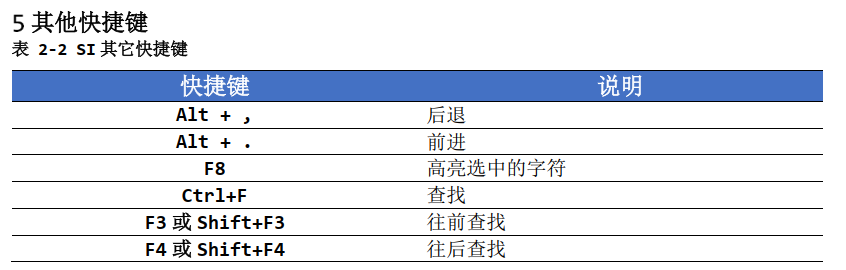 5 其他快捷键
表 2-2 SI 其它快捷键
快捷键 说明
Alt + , 后退
Alt + . 前进
F8 高亮选中的字符
Ctrl+F 查找
F3 或 Shift+F3 往前查找
F4 或 Shift+F4 往后查找